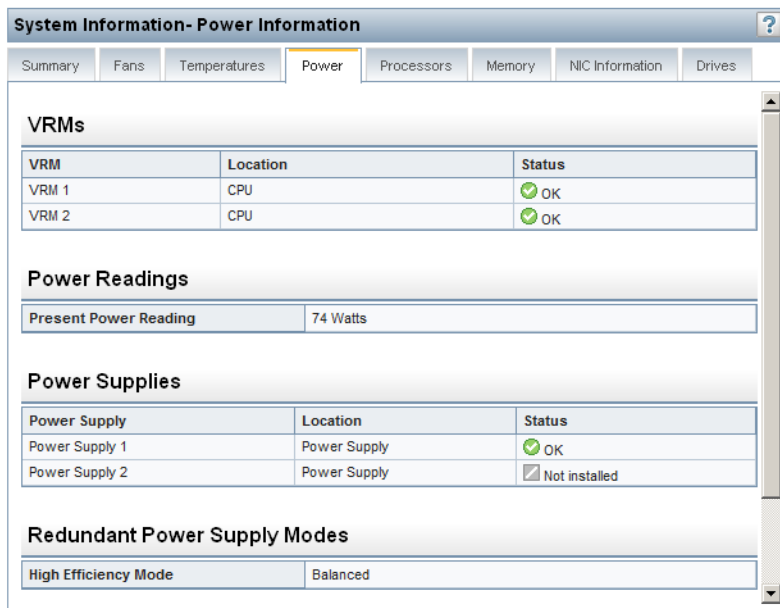 System Information- Power Information
?
Summary Fans Temperatures Power Processors Memory NIC Information Drives
VRMs
VRM Location Status
VRM 1 CPU OK
VRM 2 CPU OK
Power Readings
Present Power Reading 74 Watts
Power Supplies
Power Supply Location Status
Power Supply 1 Power Supply OK
Power Supply 2 Power Supply Not installed
Redundant Power Supply Modes
High Efficiency Mode Balanced